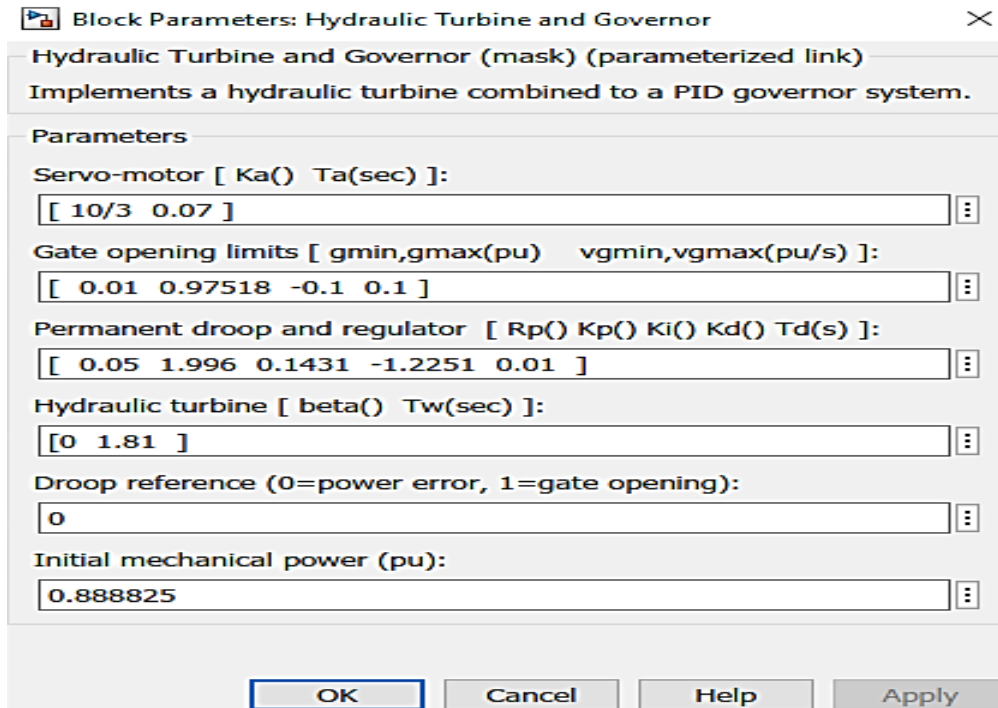 Block Parameters: Hydraulic Turbine and Governor
Hydraulic Turbine and Governor (mask) (parameterized link)
Implements a hydraulic turbine combined to a PID governor system.
Parameters
Servo-motor [ Ka() Ta(sec) ]:
[ 10/3 0.07 ]
Gate opening limits [ gmin,gmax(pu) vgmin,vgmax(pu/s) ]:
[ 0.01 0.97518 -0.1 0.1 ]
Permanent droop and regulator [ Rp() Kp() Ki() Kd() Td(s) ]:
[ 0.05 1.996 0.1431 -1.2251 0.01 ]
Hydraulic turbine [ beta() Tw(sec) ]:
[0 1.81 ]
Droop reference (0=power error, 1=gate opening):
0
Initial mechanical power (pu):
0.888825
OK Cancel Help Apply